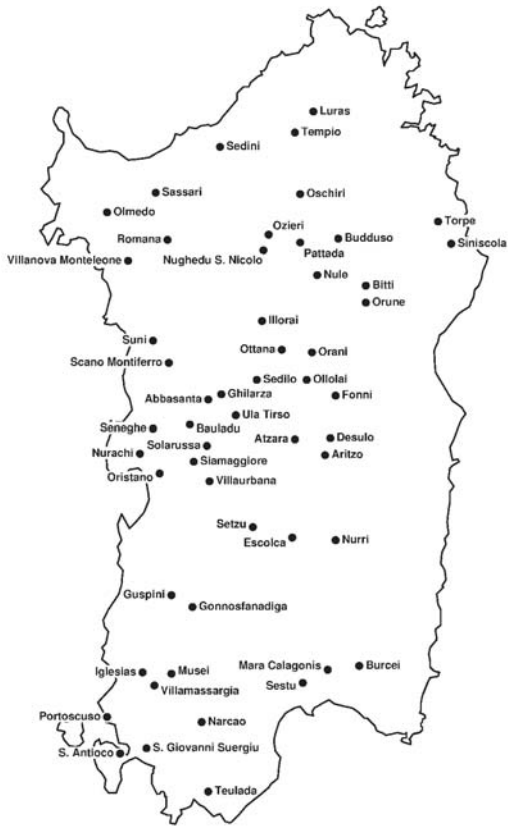 Luras
Tempio
Sedini
Sassari
Oschiri
Olmedo
Torpe
Ozieri
Romana
Budduso
Siniscola
Pattada
Nughedu S. Nicolo
Villanova Monteleone
Nule
Bitti
Orune
Illorai
Suni
Ottana
Orani
Scano Montiferro
Sedilo
Ollolai
Ghilarza
Fonni
Abbasanta
Ula Tirso
Seneghe
Bauladu
Atzara
Desulo
Solarussa
Nurachi
Aritzo
Siamaggiore
Oristano
Villaurbana
Setzu
Escolca
Nurri
Guspini
Gonnosfanadiga
Mara Calagonis
Burcei
Iglesias
Musei
Sestu
Villamassargia
Portoscuso
Narcao
S. Giovanni Suergiu
S. Antioco
Teulada